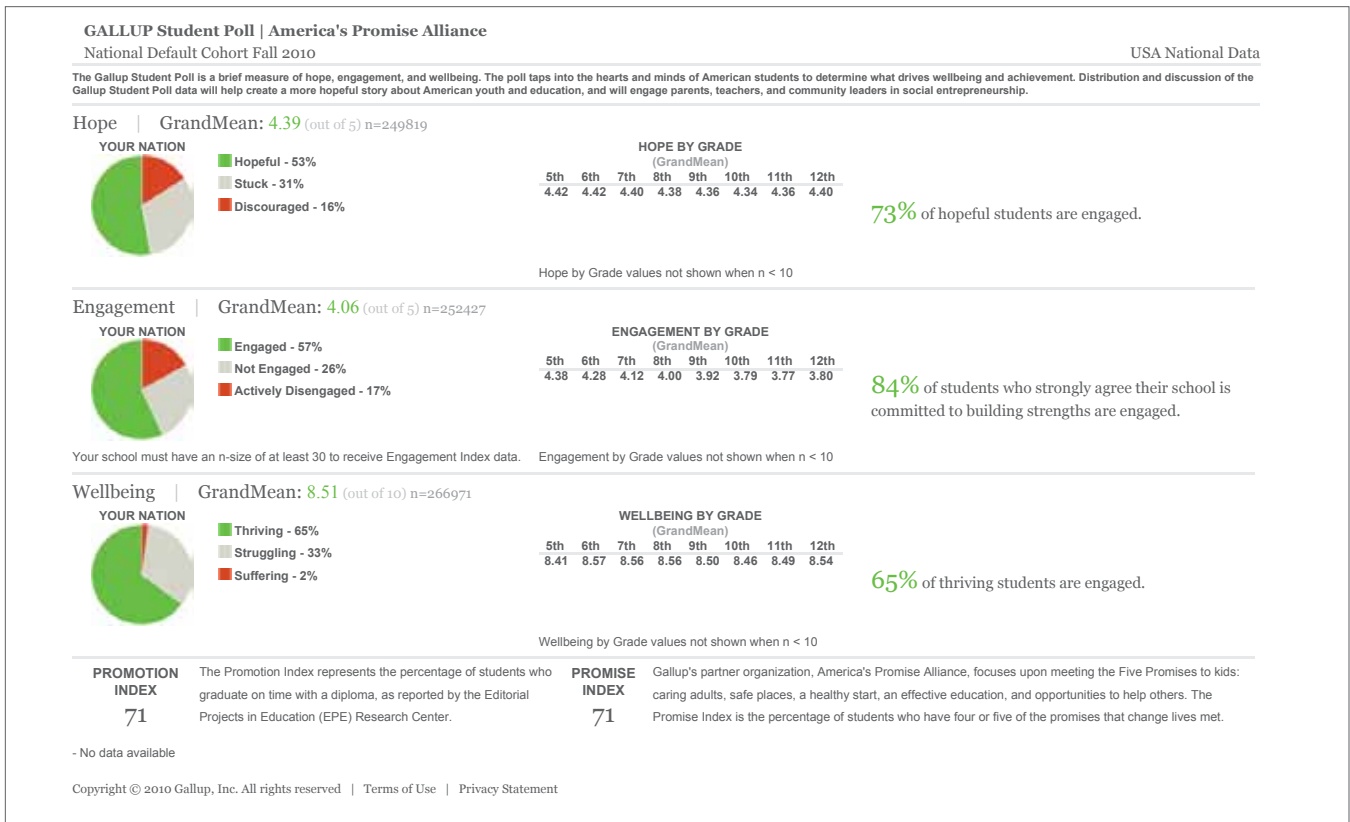 GALLUP Student Poll | America's Promise Alliance
National Default Cohort Fall 2010 USA National Data
The Gallup Student Poll is a brief measure of hope, engagement, and wellbeing. The poll taps into the hearts and minds of American students to determine what drives wellbeing and achievement. Distribution and discussion of the
Gallup Student Poll data will help create a more hopeful story about American youth and education, and will engage parents, teachers, and community leaders in social entrepreneurship.
Hope | GrandMean: 4.39 (out of 5) n=249819
YOUR NATION
Hopeful - 53%
Stuck - 31%
Discouraged - 16%
HOPE BY GRADE
(GrandMean)
5th 6th 7th 8th 9th 10th 11th 12th
4.42 4.42 4.40 4.38 4.36 4.34 4.36 4.40
73% of hopeful students are engaged.
Hope by Grade values not shown when n < 10
Engagement | GrandMean: 4.06 (out of 5) n=252427
YOUR NATION
Engaged - 57%
Not Engaged - 26%
Actively Disengaged - 17%
ENGAGEMENT BY GRADE
(GrandMean)
5th 6th 7th 8th 9th 10th 11th 12th
4.38 4.28 4.12 4.00 3.92 3.79 3.77 3.80
84% of students who strongly agree their school is
committed to building strengths are engaged.
Your school must have an n-size of at least 30 to receive Engagement Index data. Engagement by Grade values not shown when n < 10
Wellbeing | GrandMean: 8.51 (out of 10) n=266971
YOUR NATION
Thriving - 65%
Struggling - 33%
Suffering - 2%
WELLBEING BY GRADE
(GrandMean)
5th 6th 7th 8th 9th 10th 11th 12th
8.41 8.57 8.56 8.56 8.50 8.46 8.49 8.54
65% of thriving students are engaged.
Wellbeing by Grade values not shown when n < 10
PROMOTION
INDEX
71
The Promotion Index represents the percentage of students who
graduate on time with a diploma, as reported by the Editorial
Projects in Education (EPE) Research Center.
PROMISE
INDEX
71
Gallup's partner organization, America's Promise Alliance, focuses upon meeting the Five Promises to kids:
caring adults, safe places, a healthy start, an effective education, and opportunities to help others. The
Promise Index is the percentage of students who have four or five of the promises that change lives met.
- No data available
Copyright © 2010 Gallup, Inc. All rights reserved | Terms of Use | Privacy Statement